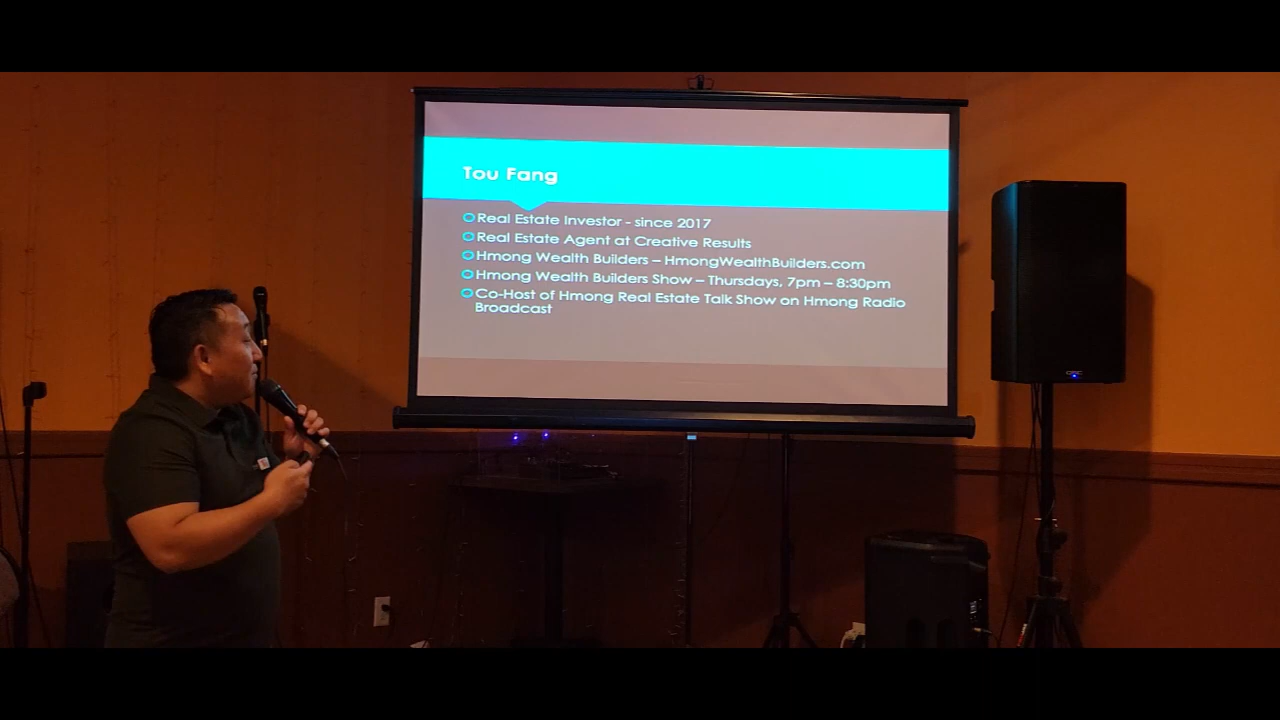 Tou Fang
Real Estate Investor - since 2017
Real Estate Agent at Creative Results
Hmong Wealth Builders – HmongWealthBuilders.com
Hmong Wealth Builders Show – Thursdays, 7pm – 8:30pm
Co-Host of Hmong Real Estate Talk Show on Hmong Radio
Broadcast
QSC